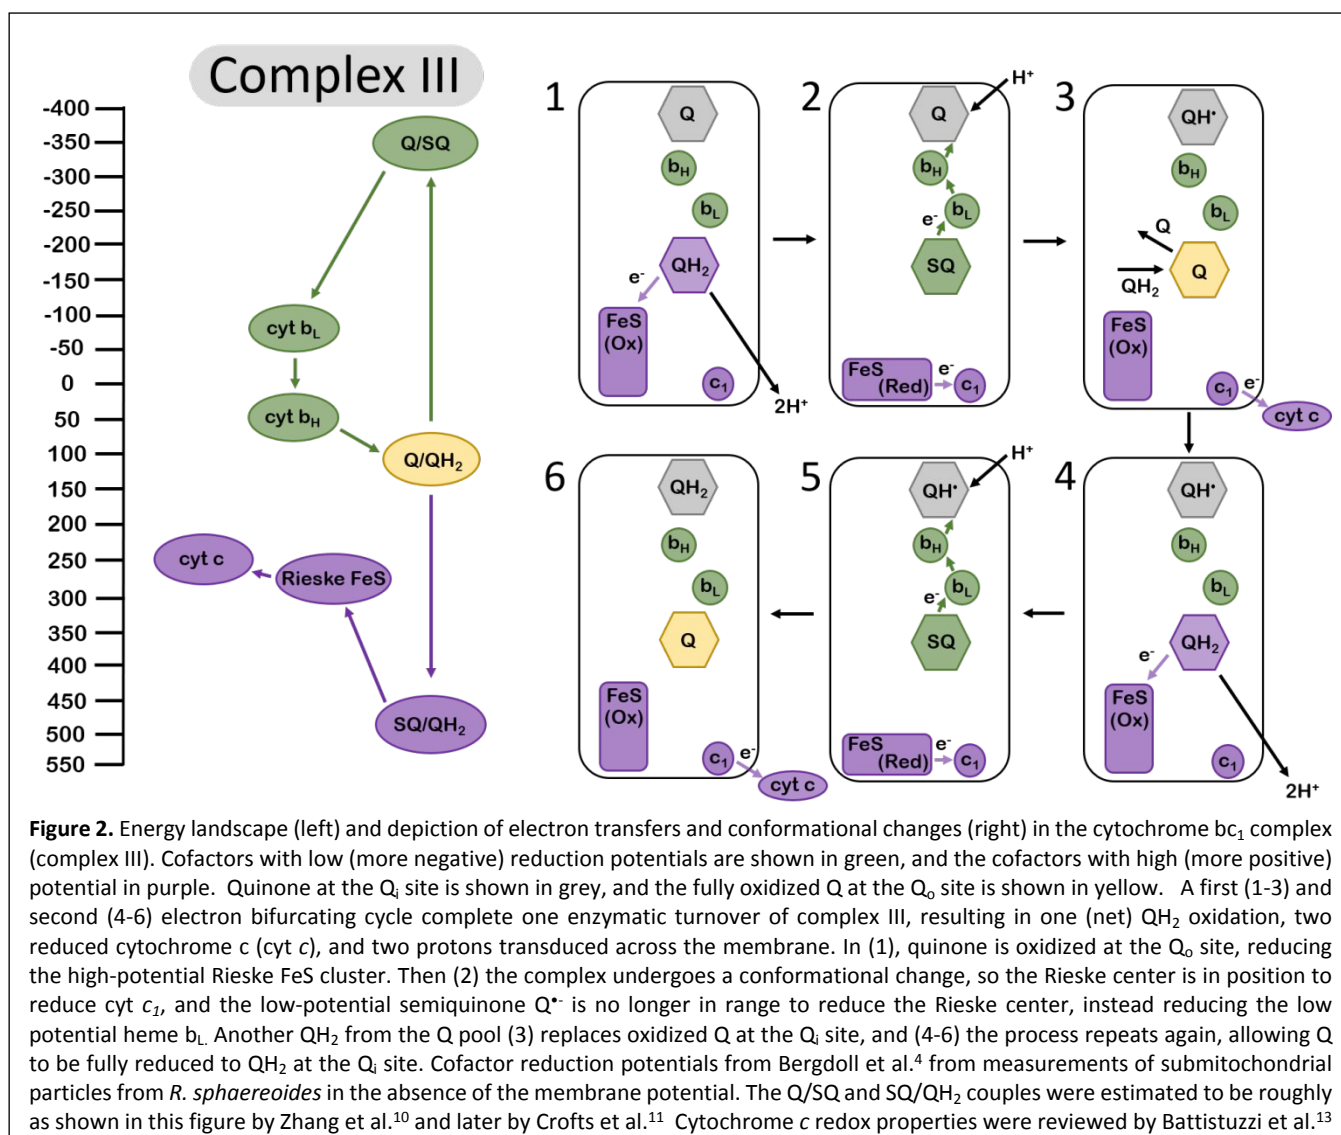 Complex III
-400
-350
-300
-250
-200
-150
-100
-50
0
50
100
150
200
250
300
350
400
450
500
550
Q/SQ
cyt bL
cyt bH
Q/QH2
cyt c
Rieske FeS
SQ/QH2
1
Q
bH
bL
QH2
e-
FeS
(Ox)
c1
2H+
2
H+
Q
bH
bL
e-
SQ
FeS
(Red)
e-
c1
3
QH•
bH
bL
Q
Q
QH2
FeS
(Ox)
c1
e-
cyt c
4
QH•
bH
bL
QH2
e-
FeS
(Ox)
c1
2H+
5
H+
QH•
bH
bL
e-
SQ
FeS
(Red)
e-
c1
6
QH2
bH
bL
Q
FeS
(Ox)
c1
e-
cyt c
Figure 2. Energy landscape (left) and depiction of electron transfers and conformational changes (right) in the cytochrome bc1 complex
(complex III). Cofactors with low (more negative) reduction potentials are shown in green, and the cofactors with high (more positive)
potential in purple. Quinone at the Qi site is shown in grey, and the fully oxidized Q at the Qo site is shown in yellow. A first (1-3) and
second (4-6) electron bifurcating cycle complete one enzymatic turnover of complex III, resulting in one (net) QH2 oxidation, two
reduced cytochrome c (cyt c), and two protons transduced across the membrane. In (1), quinone is oxidized at the Qo site, reducing
the high-potential Rieske FeS cluster. Then (2) the complex undergoes a conformational change, so the Rieske center is in position to
reduce cyt c1, and the low-potential semiquinone Q•- is no longer in range to reduce the Rieske center, instead reducing the low
potential heme bL. Another QH2 from the Q pool (3) replaces oxidized Q at the Qi site, and (4-6) the process repeats again, allowing Q
to be fully reduced to QH2 at the Qi site. Cofactor reduction potentials from Bergdoll et al.4 from measurements of submitochondrial
particles from R. sphaereoides in the absence of the membrane potential. The Q/SQ and SQ/QH2 couples were estimated to be roughly
as shown in this figure by Zhang et al.10 and later by Crofts et al.11 Cytochrome c redox properties were reviewed by Battistuzzi et al.13